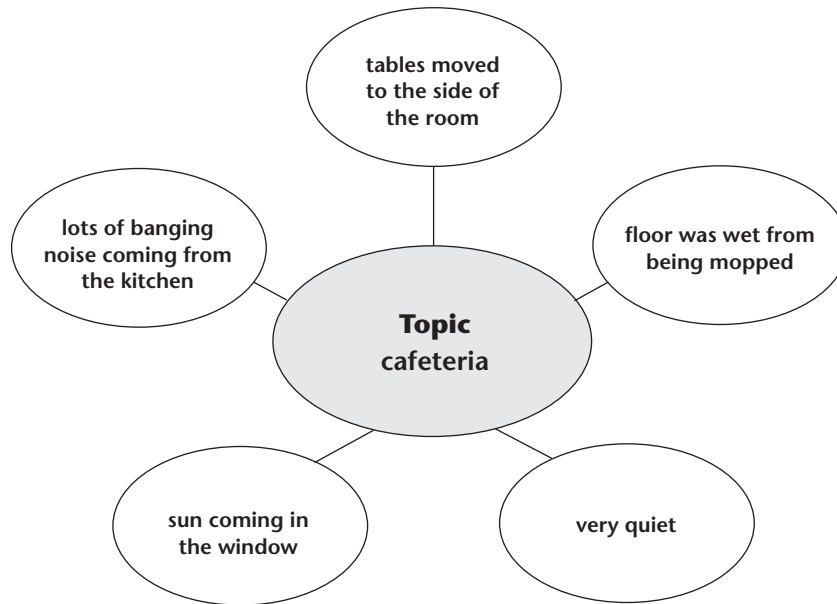 tables moved
to the side of
the room
lots of banging
noise coming from
the kitchen
floor was wet from
being mopped
Topic
cafeteria
sun coming in
the window
very quiet